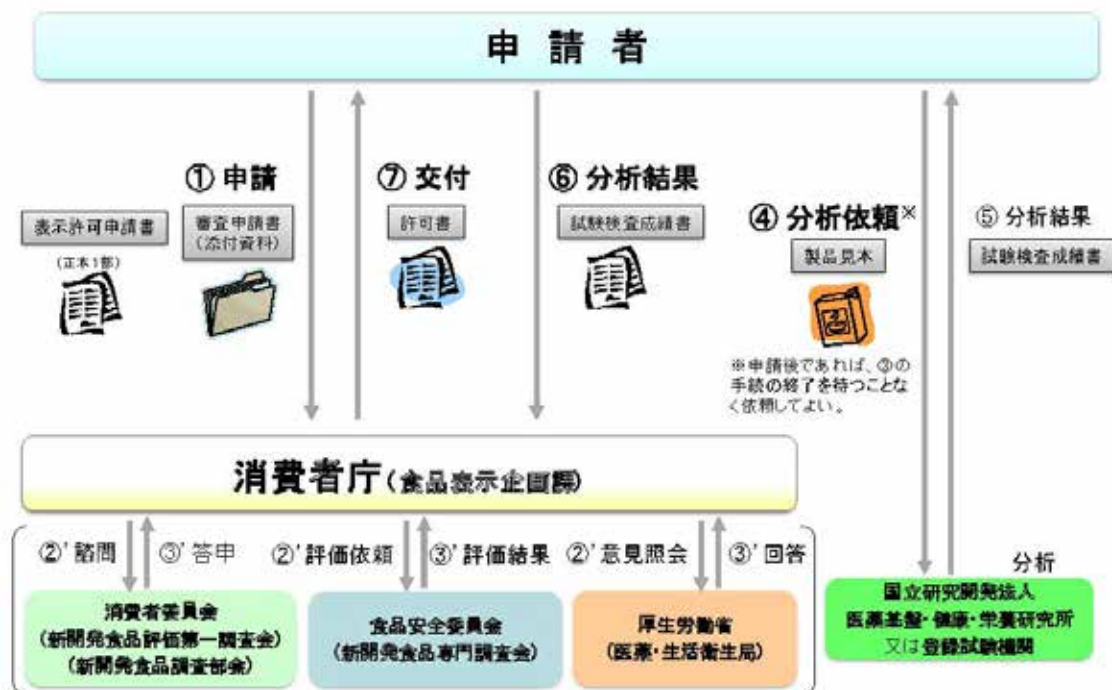 申請者
① 申請
⑦ 交付
⑥ 分析結果
④ 分析依頼※
⑤ 分析結果
表示許可申請書
(正本1部)
審査申請書
(添付資料)
許可書
試験検査成績書
製品見本
試験検査成績書
※申請後であれば、③の
手続の終了を待つことな
く依頼してよい。
消費者庁(食品表示企画課)
②’諮問
③’答申
②’評価依頼
③’評価結果
②’意見照会
③’回答
分析
消費者委員会
(新開発食品評価第一調査会)
(新開発食品調査部会)
食品安全委員会
(新開発食品専門調査会)
厚生労働省
(医薬・生活衛生局)
国立研究開発法人
医薬基盤・健康・栄養研究所
又は登録試験機関